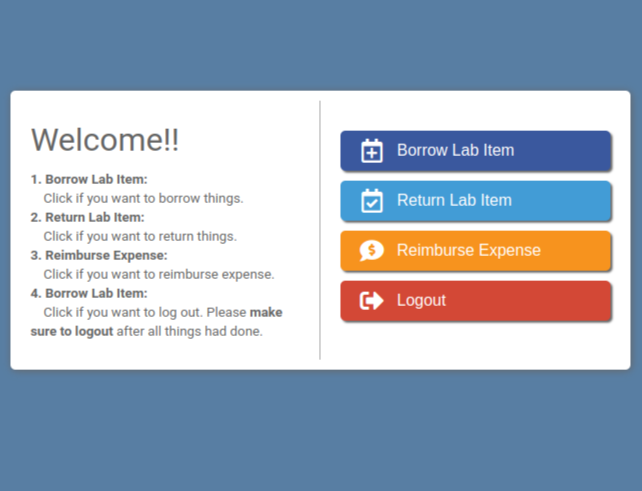 Welcome!!
1. Borrow Lab Item:
Click if you want to borrow things.
2. Return Lab Item:
Click if you want to return things.
3. Reimburse Expense:
Click if you want to reimburse expense.
4. Borrow Lab Item:
Click if you want to log out. Please make
sure to logout after all things had done.
Borrow Lab Item
Return Lab Item
Reimburse Expense
Logout